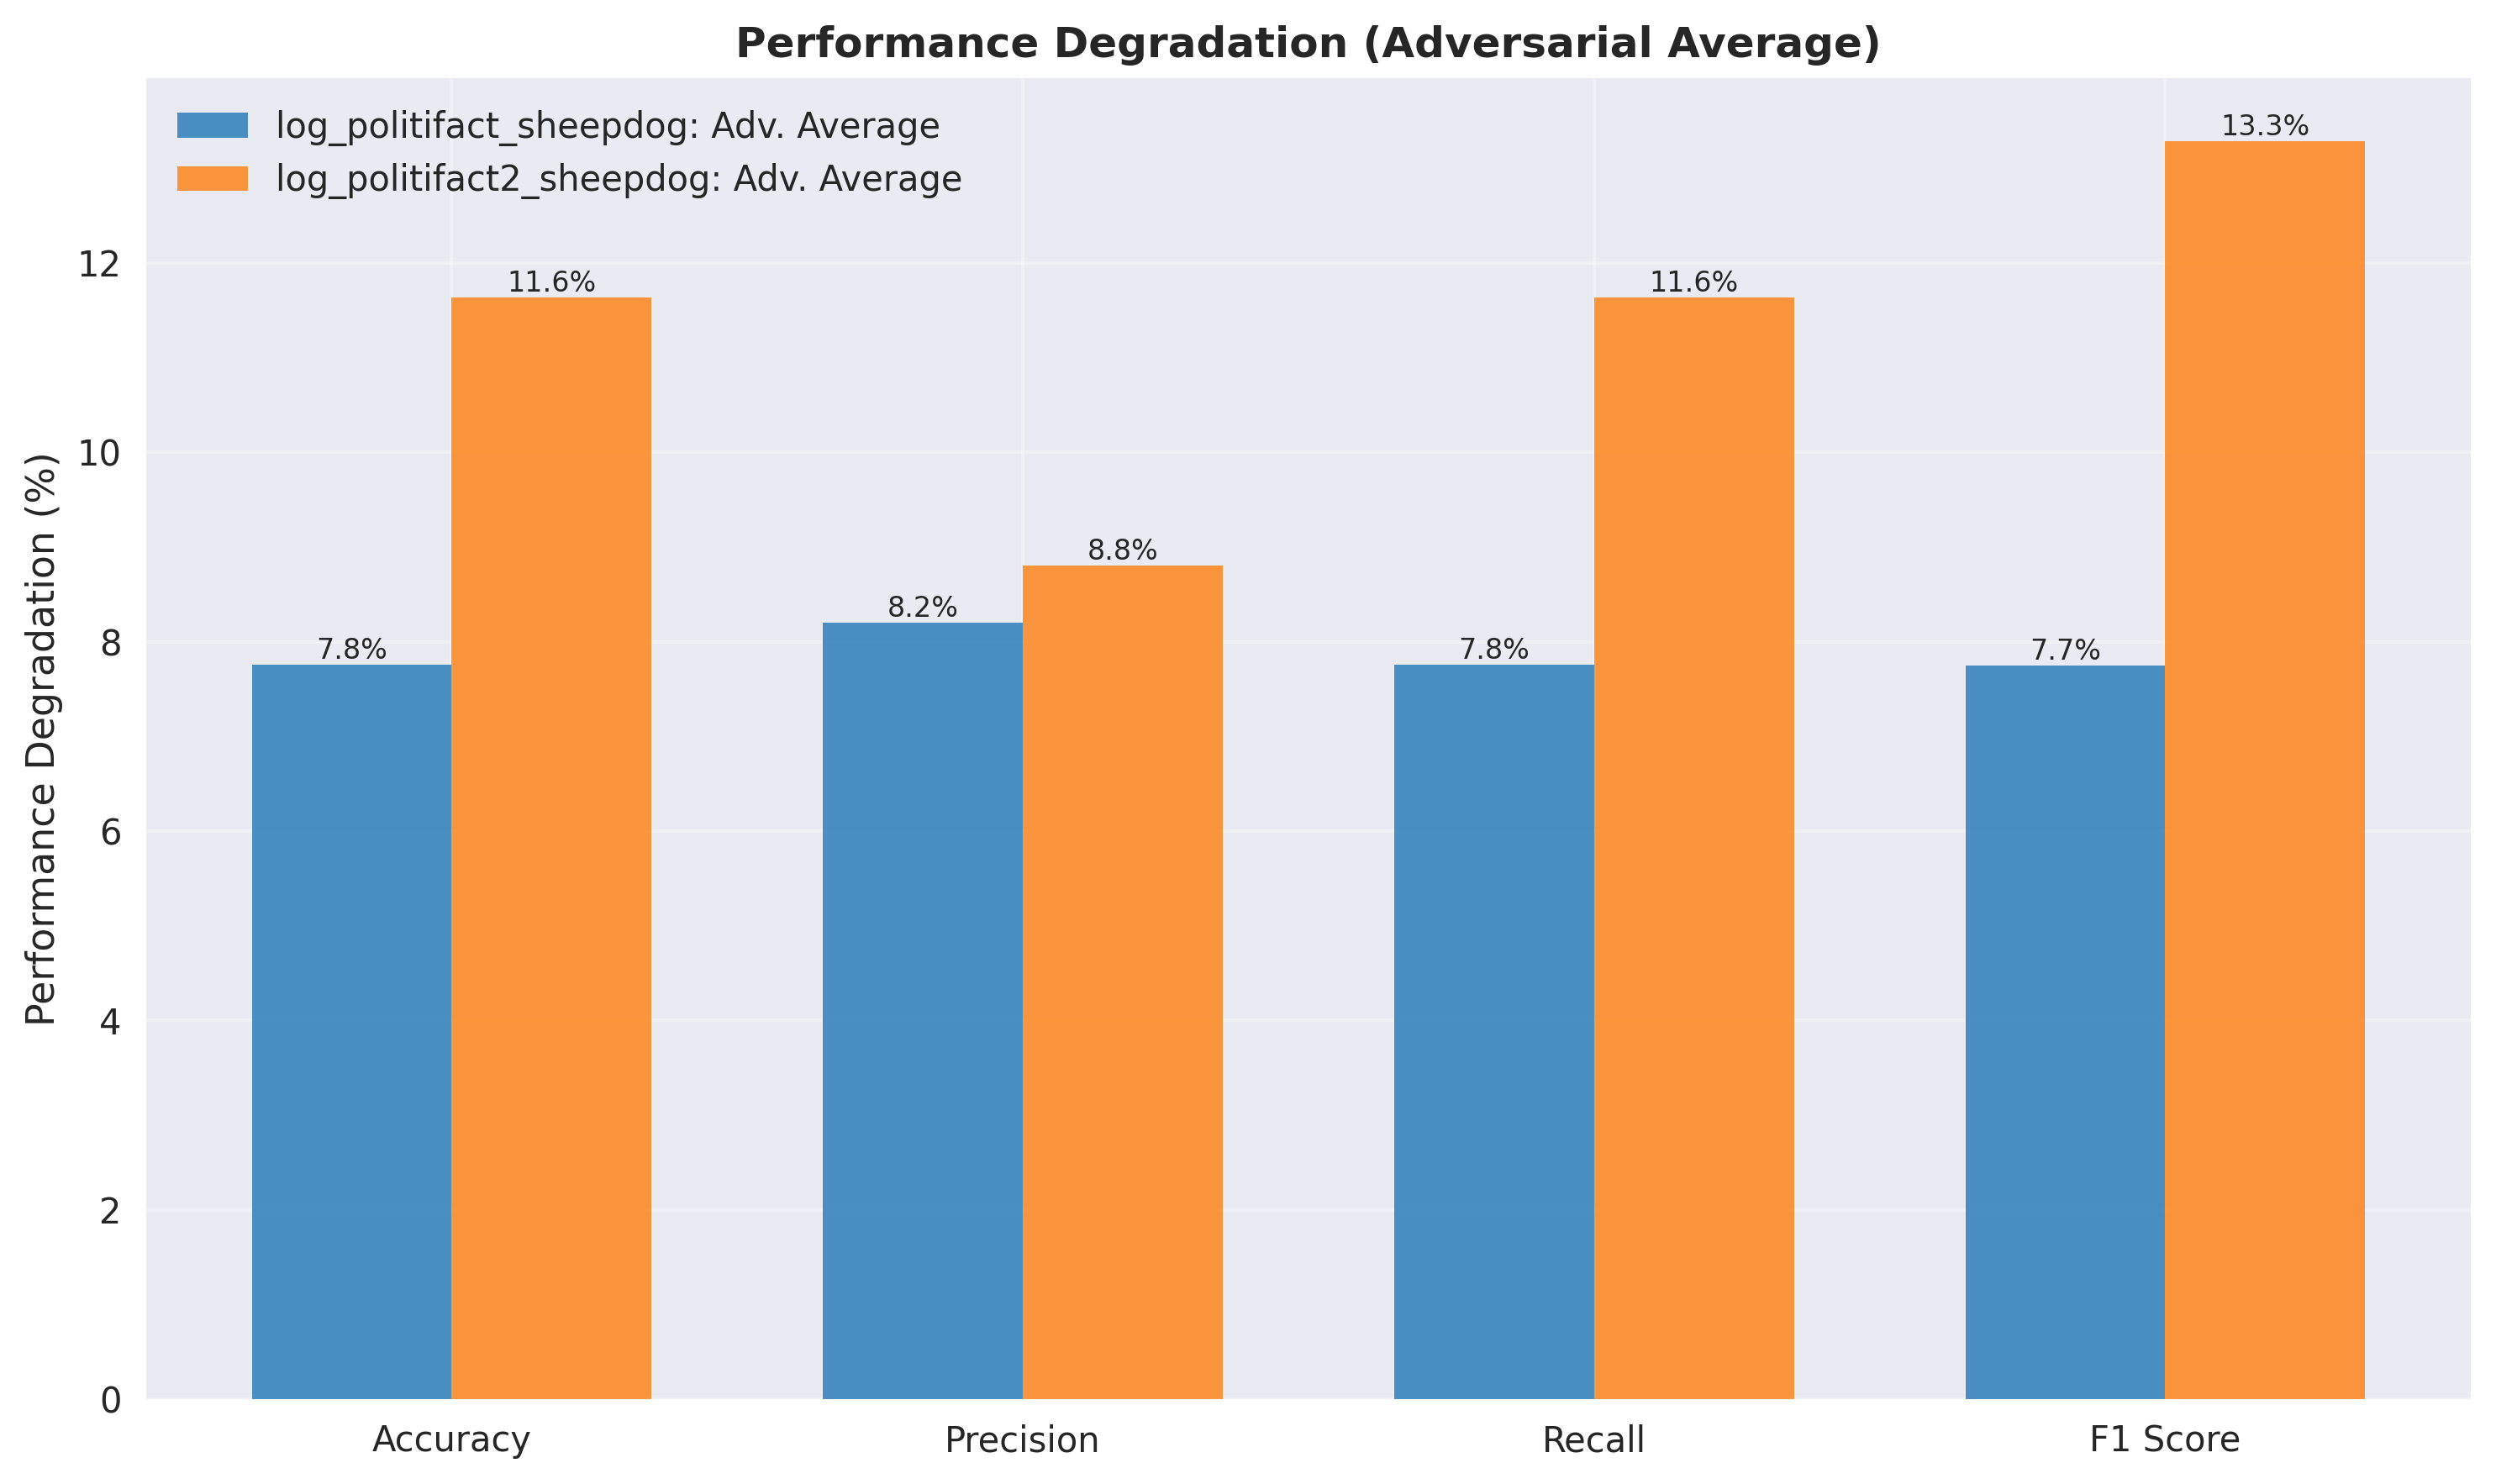 Performance Degradation (Adversarial Average)
log_politifact_sheepdog: Adv. Average
log_politifact2_sheepdog: Adv. Average
Performance Degradation (%)
12
10
8
6
4
2
0
7.8%
11.6%
8.2%
8.8%
7.8%
11.6%
7.7%
13.3%
Accuracy
Precision
Recall
F1 Score